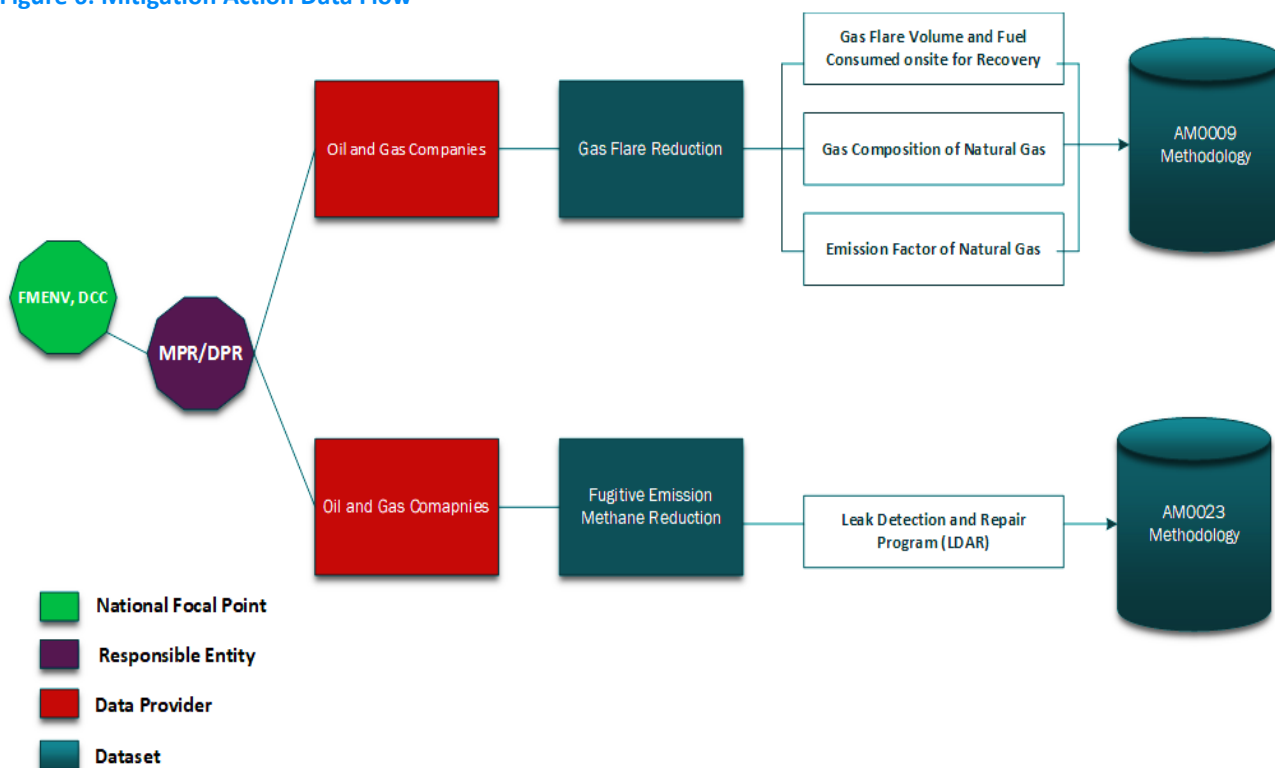 Figure 6: Mitigation Action Data Flow
Gas Flare Volume and Fuel
Consumed onsite for Recovery
Oil and Gas Companies
Gas Flare Reduction
Gas Composition of Natural Gas
AM0009
Methodology
Emission Factor of Natural Gas
FMENV, DCC
MPR/DPR
Oil and Gas Comapnies
Fugitive Emission
Methane Reduction
Leak Detection and Repair
Program (LDAR)
AM0023
Methodology
National Focal Point
Responsible Entity
Data Provider
Dataset